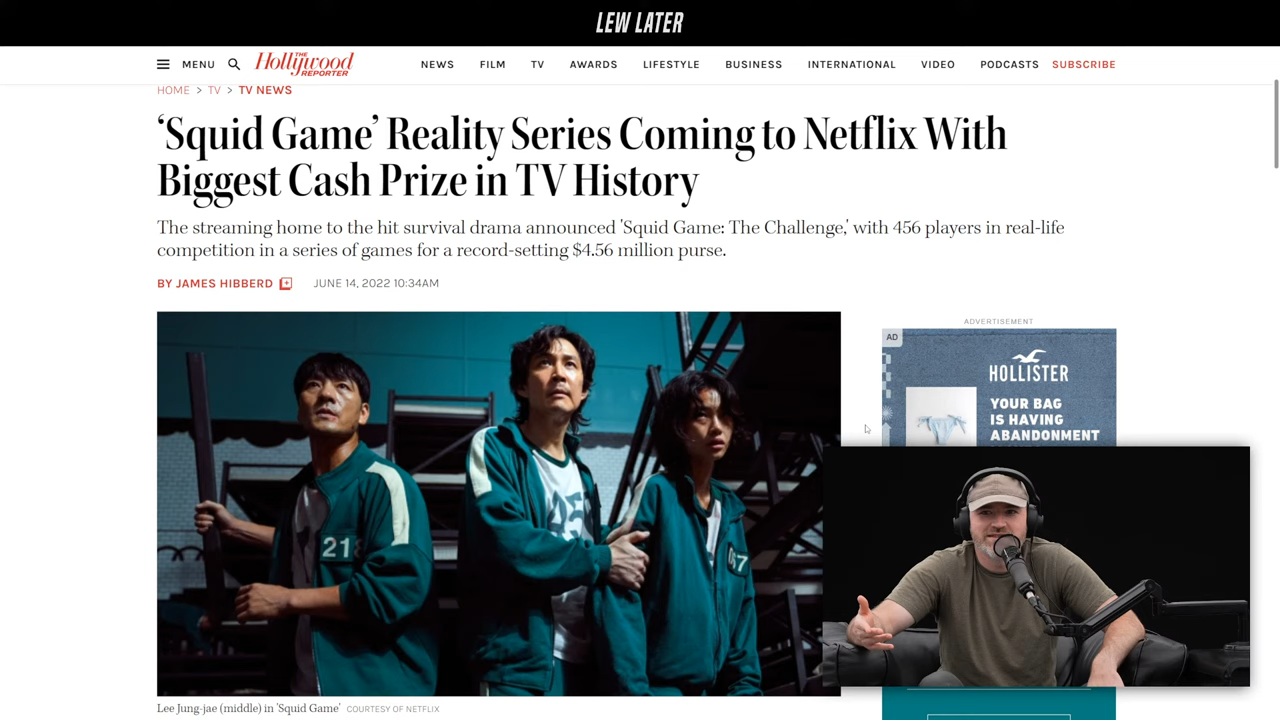 LEW LATER
MENU
THE
Hollywood
REPORTER
NEWS FILM TV AWARDS LIFESTYLE BUSINESS INTERNATIONAL VIDEO PODCASTS SUBSCRIBE
HOME > TV > TV NEWS
‘Squid Game’ Reality Series Coming to Netflix With
Biggest Cash Prize in TV History
The streaming home to the hit survival drama announced 'Squid Game: The Challenge,' with 456 players in real-life
competition in a series of games for a record-setting $4.56 million purse.
BY JAMES HIBBERD JUNE 14, 2022 10:34AM
ADVERTISEMENT
AD
HOLLISTER
YOUR BAG
IS HAVING
ABANDONMENT
218
456
067
Lee Jung-jae (middle) in 'Squid Game' COURTESY OF NETFLIX